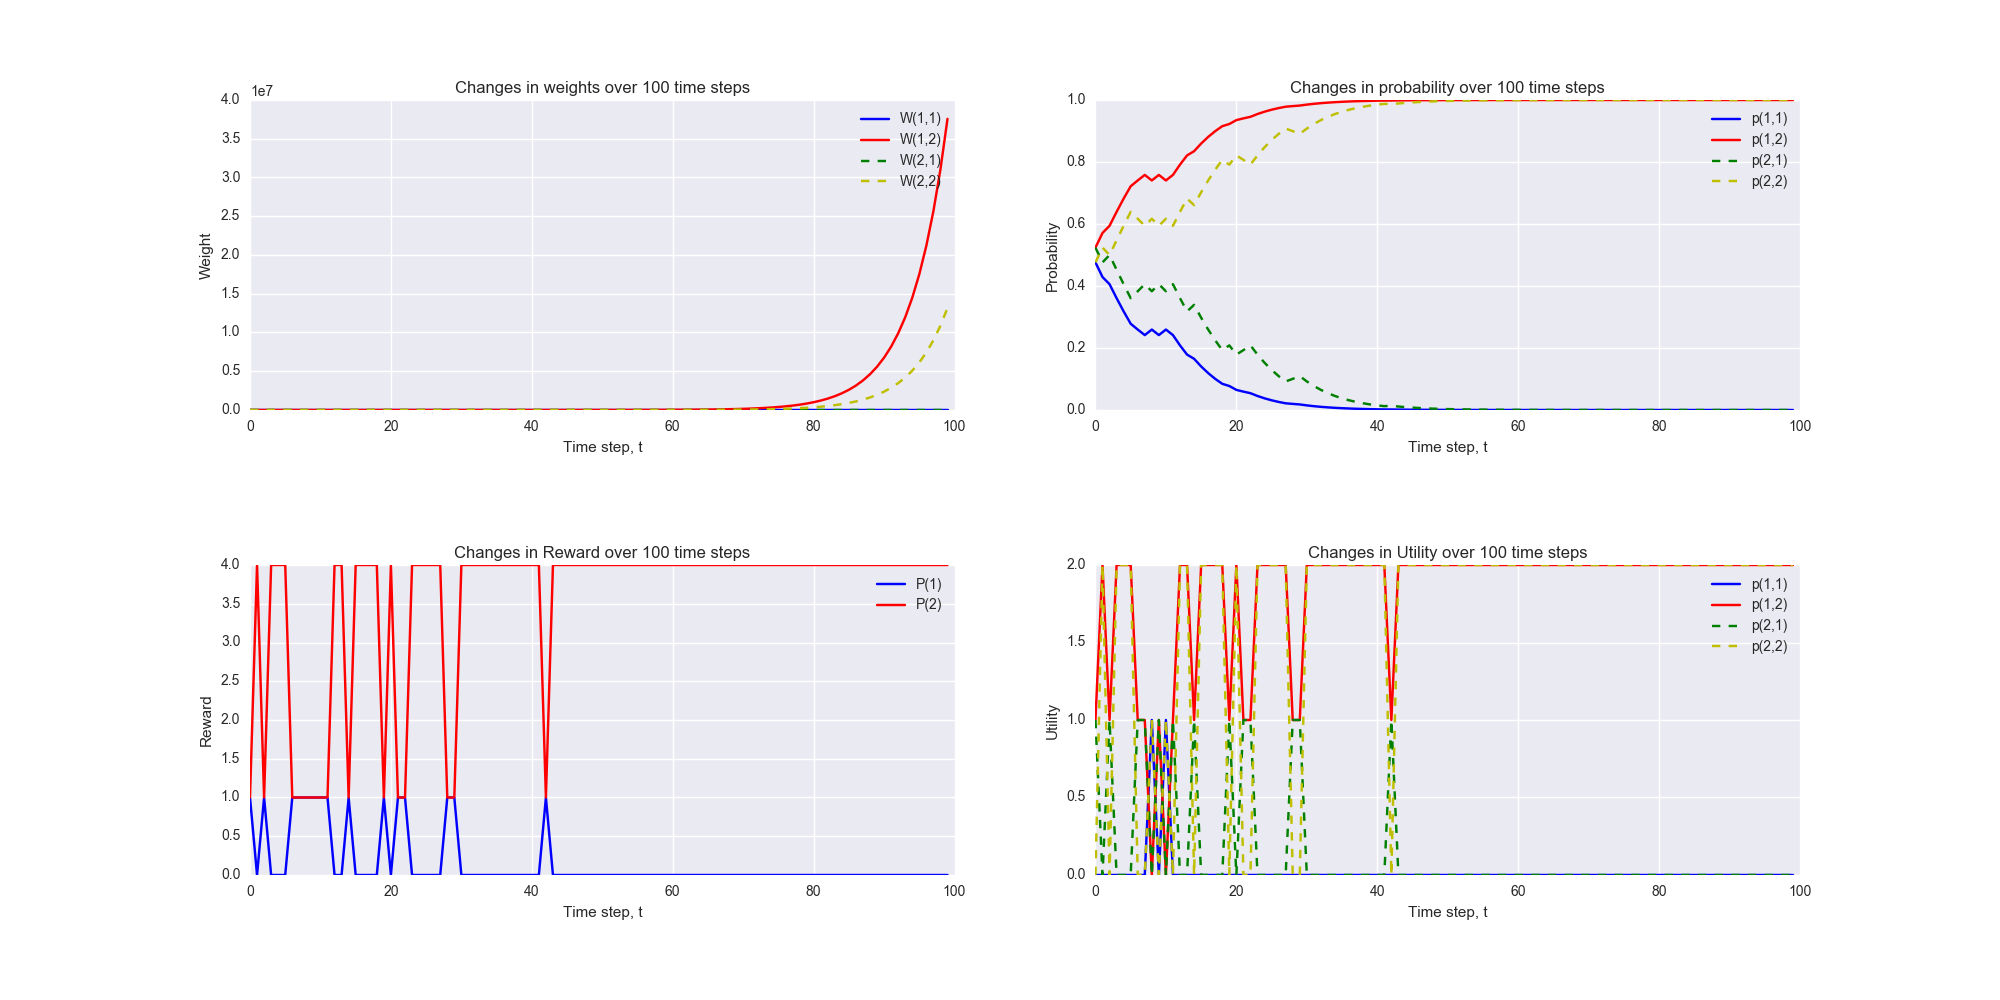 Changes in weights over 100 time steps
1e7
4.0
3.5
3.0
2.5
2.0
1.5
1.0
0.5
0.0
Weight
0 20 40 60 80 100
Time step, t
W(1,1)
W(1,2)
W(2,1)
W(2,2)
Changes in probability over 100 time steps
1.0
0.8
0.6
0.4
0.2
0.0
Probability
0 20 40 60 80 100
Time step, t
p(1,1)
p(1,2)
p(2,1)
p(2,2)
Changes in Reward over 100 time steps
4.0
3.5
3.0
2.5
2.0
1.5
1.0
0.5
0.0
Reward
0 20 40 60 80 100
Time step, t
P(1)
P(2)
Changes in Utility over 100 time steps
2.0
1.5
1.0
0.5
0.0
Utility
0 20 40 60 80 100
Time step, t
p(1,1)
p(1,2)
p(2,1)
p(2,2)